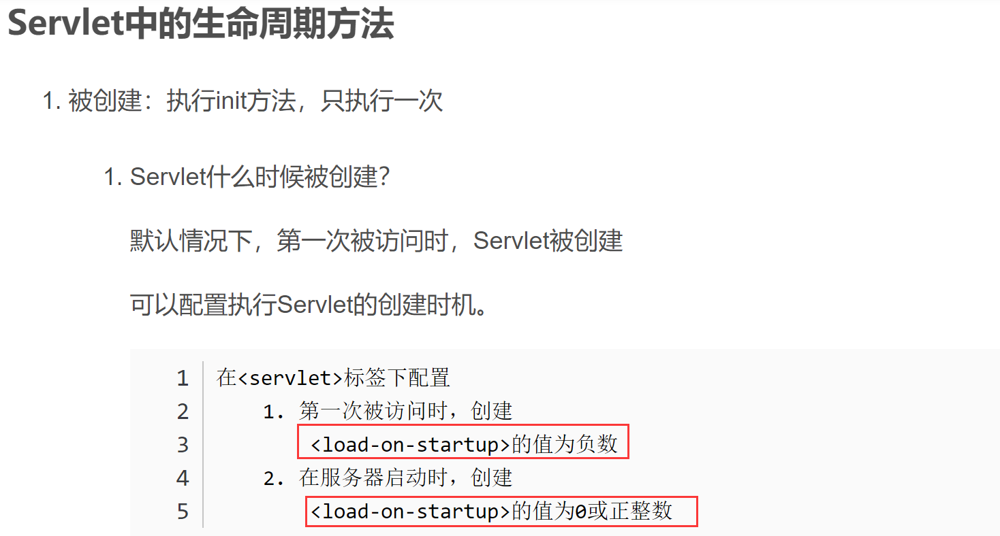 Servlet中的生命周期方法
1. 被创建：执行init方法，只执行一次
1. Servlet什么时候被创建？
默认情况下，第一次被访问时，Servlet被创建
可以配置执行Servlet的创建时机。
1 在<servlet>标签下配置
2 1. 第一次被访问时，创建
3 <load-on-startup>的值为负数
4 2. 在服务器启动时，创建
5 <load-on-startup>的值为0或正整数